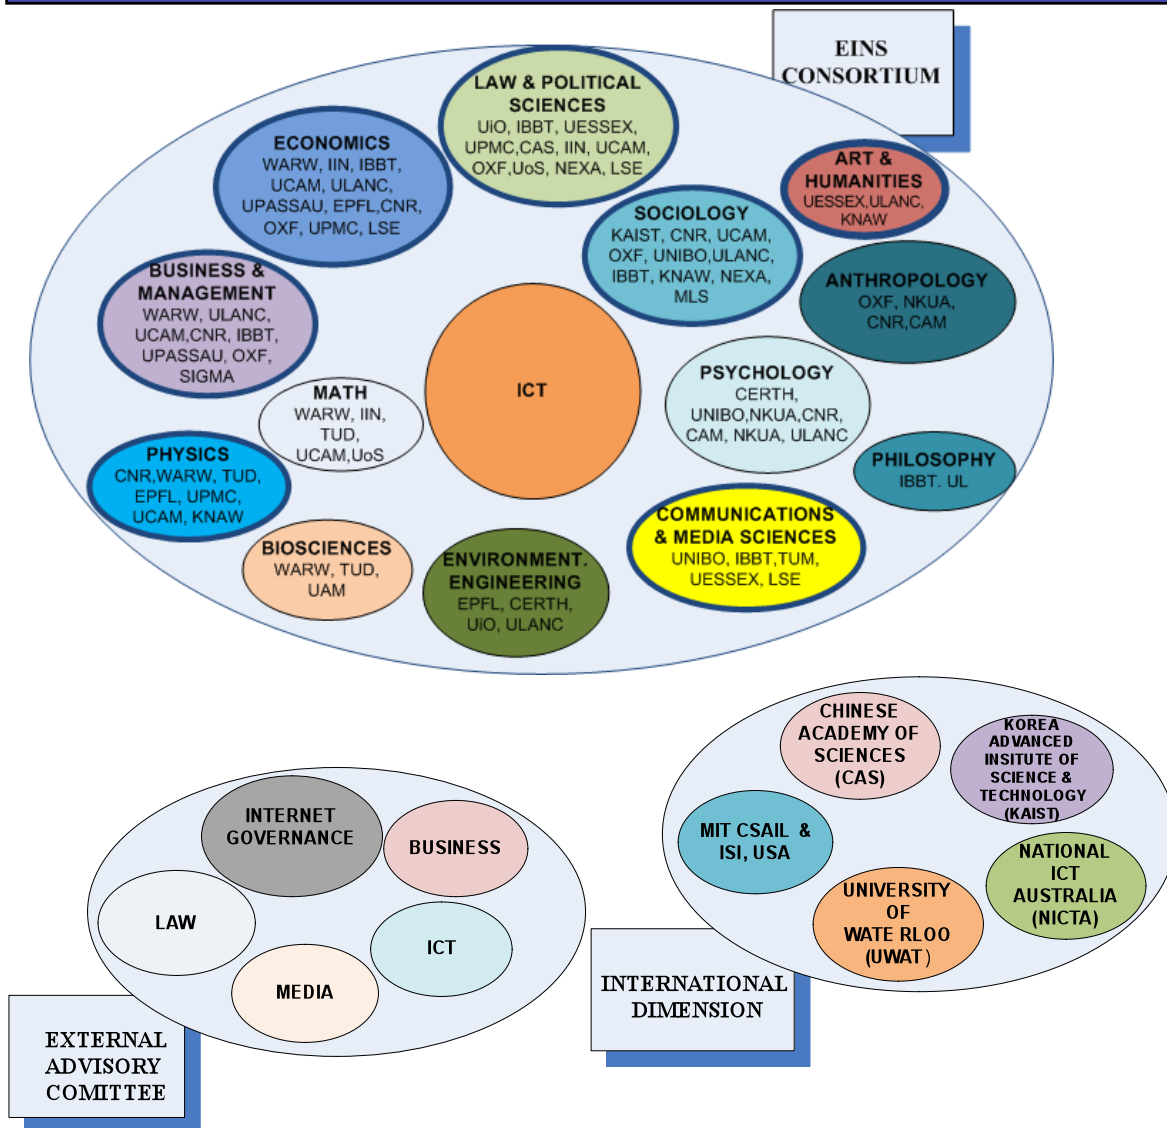 EINS
CONSORTIUM
LAW & POLITICAL
SCIENCES
UiO, IBBT, UESSEX,
UPMC,CAS, IIN, UCAM,
OXF,UoS, NEXA, LSE
ECONOMICS
WARW, IIN, IBBT,
UCAM, ULANC,
UPASSAU, EPFL,CNR,
OXF, UPMC, LSE
ART &
HUMANITIES
UESSEX,ULANC,
KNAW
SOCIOLOGY
KAIST, CNR, UCAM,
OXF, UNIBO,ULANC,
IBBT, KNAW, NEXA,
MLS
ANTHROPOLOGY
OXF, NKUA,
CNR,CAM
BUSINESS &
MANAGEMENT
WARW, ULANC,
UCAM,CNR, IBBT,
UPASSAU, OXF,
SIGMA
ICT
PSYCHOLOGY
CERTH,
UNIBO,NKUA,CNR,
CAM, NKUA, ULANC
MATH
WARW, IIN,
TUD,
UCAM,UoS
PHYSICS
CNR,WARW, TUD,
EPFL, UPMC,
UCAM, KNAW
PHILOSOPHY
IBBT. UL
COMMUNICATIONS
& MEDIA SCIENCES
UNIBO, IBBT,TUM,
UESSEX, LSE
BIOSCIENCES
WARW, TUD,
UAM
ENVIRONMENT.
ENGINEERING
EPFL, CERTH,
UiO, ULANC
CHINESE
ACADEMY OF
SCIENCES
(CAS)
KOREA
ADVANCED
INSITUTE OF
SCIENCE &
TECHNOLOGY
(KAIST)
MIT CSAIL &
ISI, USA
NATIONAL
ICT
AUSTRALIA
(NICTA)
UNIVERSITY
OF
WATE RLOO
(UWAT )
INTERNATIONAL
DIMENSION
INTERNET
GOVERNANCE
BUSINESS
LAW
ICT
MEDIA
EXTERNAL
ADVISORY
COMITTEE